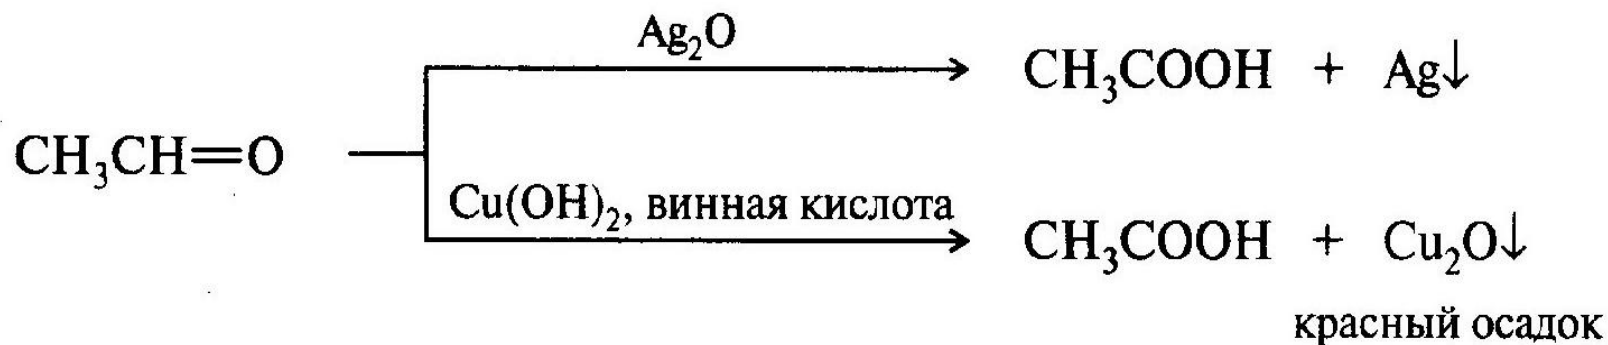 Ag₂O
CH₃COOH + Ag↓
CH₃CH=O
Cu(OH)₂, винная кислота
CH₃COOH + Cu₂O↓
красный осадок